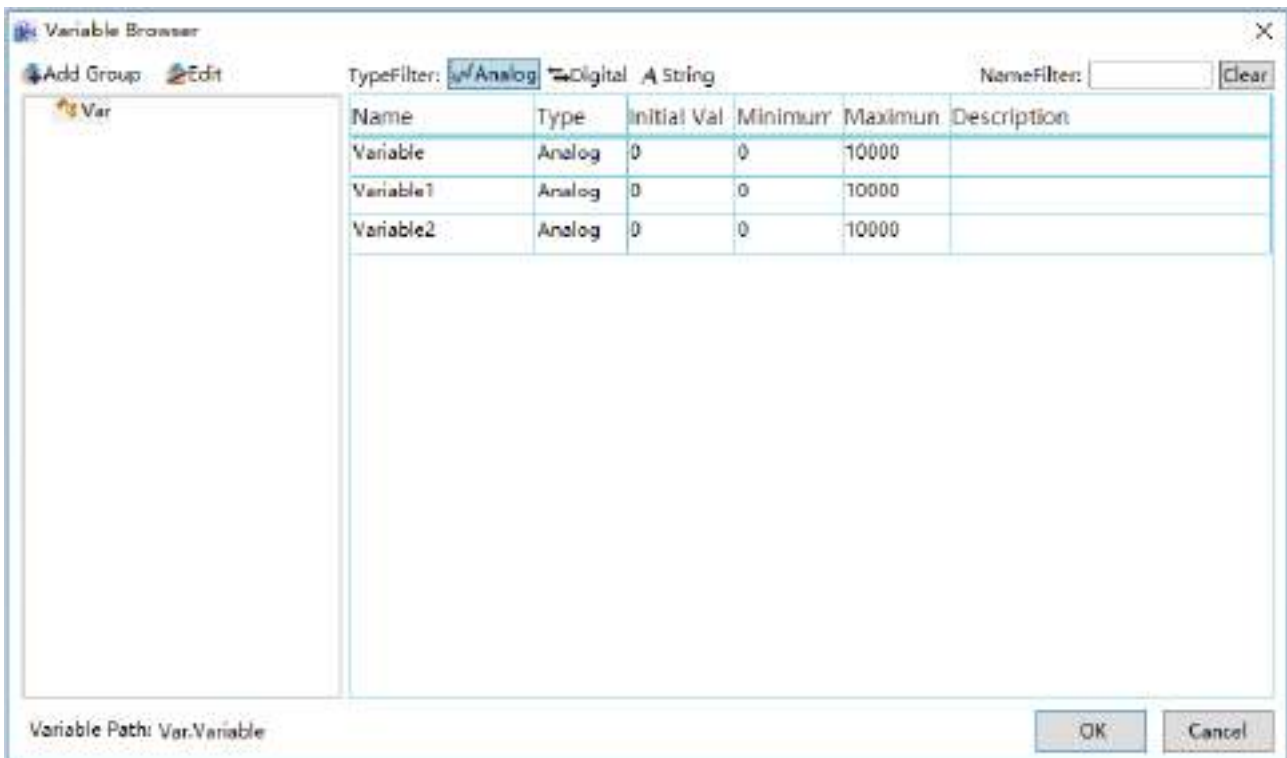 Variable Browser
Add Group Edit TypeFilter: Analog Digital A String NameFilter: Clear
Var
Name Type Initial Val Minimum Maximun Description
Variable Analog 0 0 10000
Variable1 Analog 0 0 10000
Variable2 Analog 0 0 10000
Variable Path: Var.Variable OK Cancel